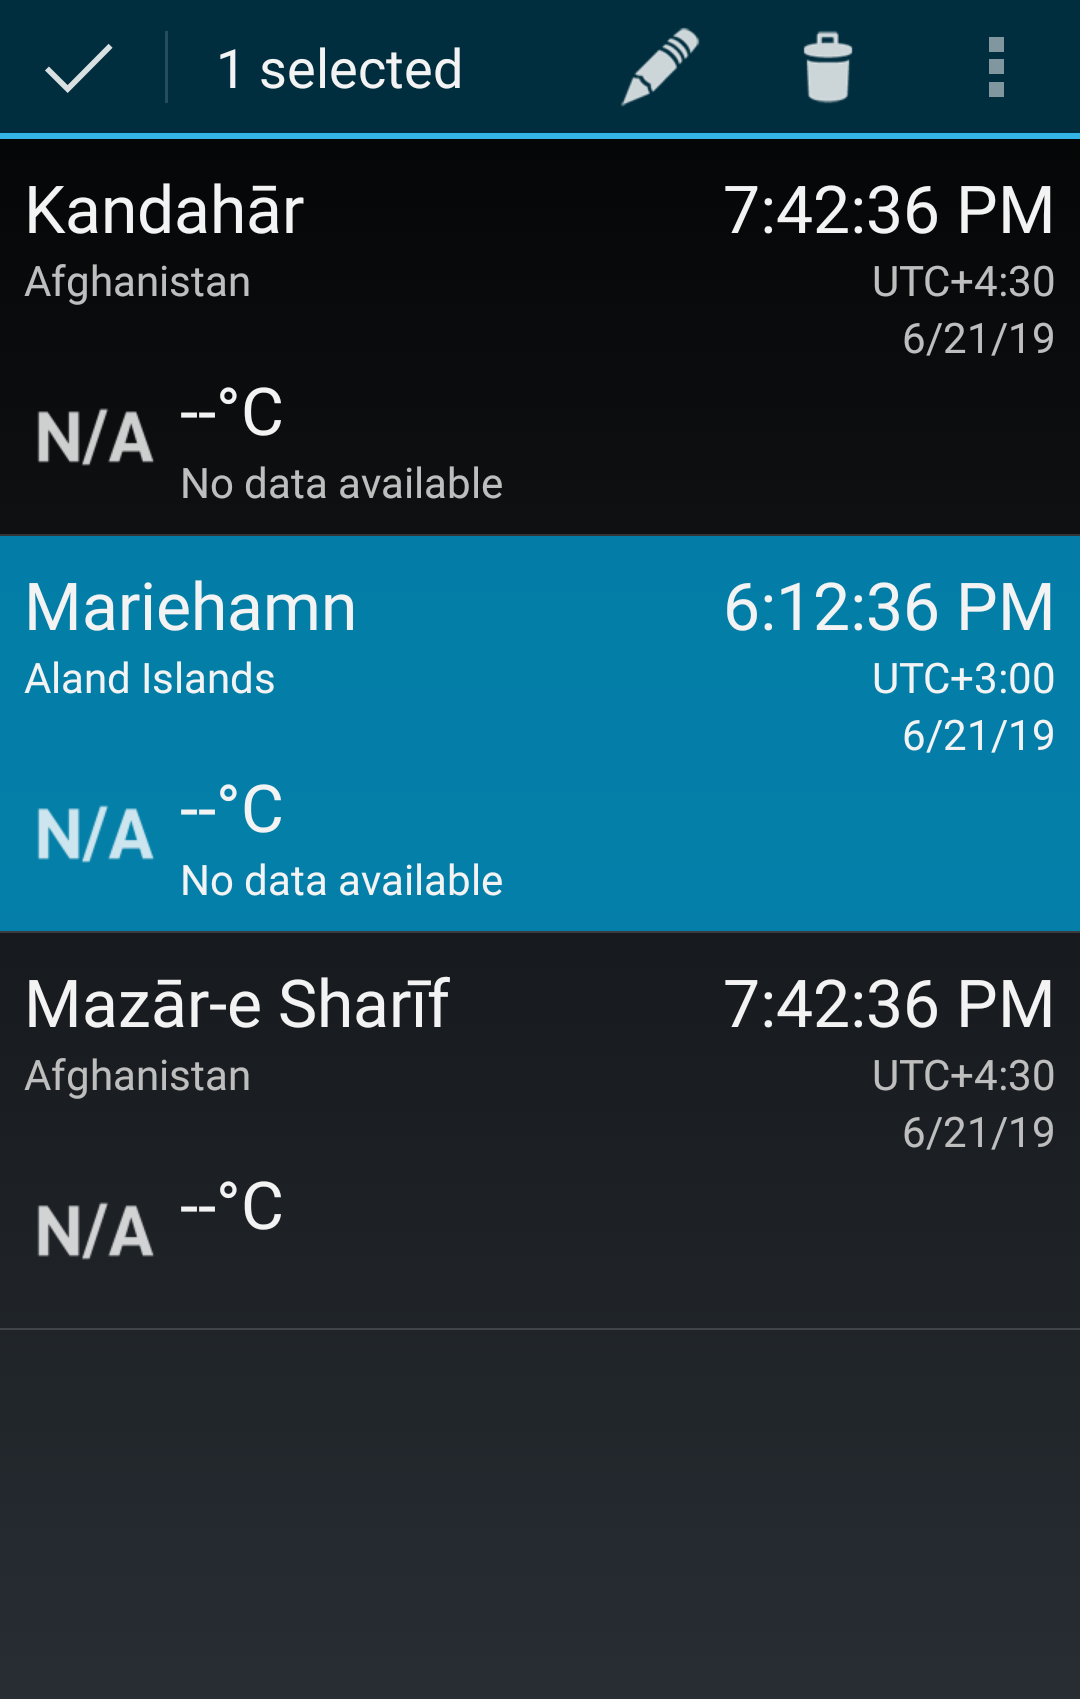 1 selected
Kandahār
7:42:36 PM
Afghanistan
UTC+4:30
6/21/19
N/A
--°C
No data available
Mariehamn
6:12:36 PM
Aland Islands
UTC+3:00
6/21/19
N/A
--°C
No data available
Mazār-e Sharīf
7:42:36 PM
Afghanistan
UTC+4:30
6/21/19
N/A
--°C